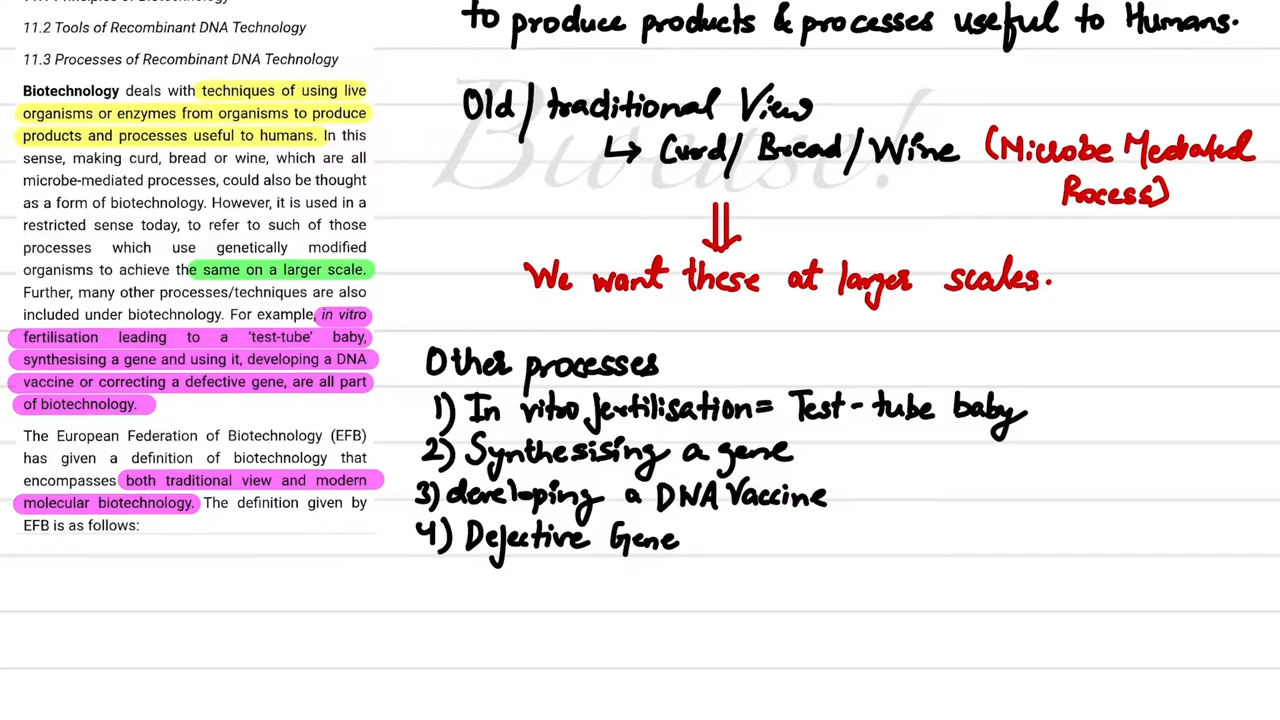 11.2 Tools of Recombinant DNA Technology
11.3 Processes of Recombinant DNA Technology
Biotechnology deals with techniques of using live
organisms or enzymes from organisms to produce
products and processes useful to humans. In this
sense, making curd, bread or wine, which are all
microbe-mediated processes, could also be thought
as a form of biotechnology. However, it is used in a
restricted sense today, to refer to such of those
processes which use genetically modified
organisms to achieve the same on a larger scale.
Further, many other processes/techniques are also
included under biotechnology. For example, in vitro
fertilisation leading to a ‘test-tube’ baby,
synthesising a gene and using it, developing a DNA
vaccine or correcting a defective gene, are all part
of biotechnology.
The European Federation of Biotechnology (EFB)
has given a definition of biotechnology that
encompasses both traditional view and modern
molecular biotechnology. The definition given by
EFB is as follows:
to produce products & processes useful to Humans.
Old/traditional View
↳ Curd/Bread/Wine (Microbe Mediated
Process)
⇓
We want these at larger scales.
Other processes
1) In vitro fertilisation = Test-tube baby
2) Synthesising a gene
3) developing a DNA Vaccine
4) Defective Gene